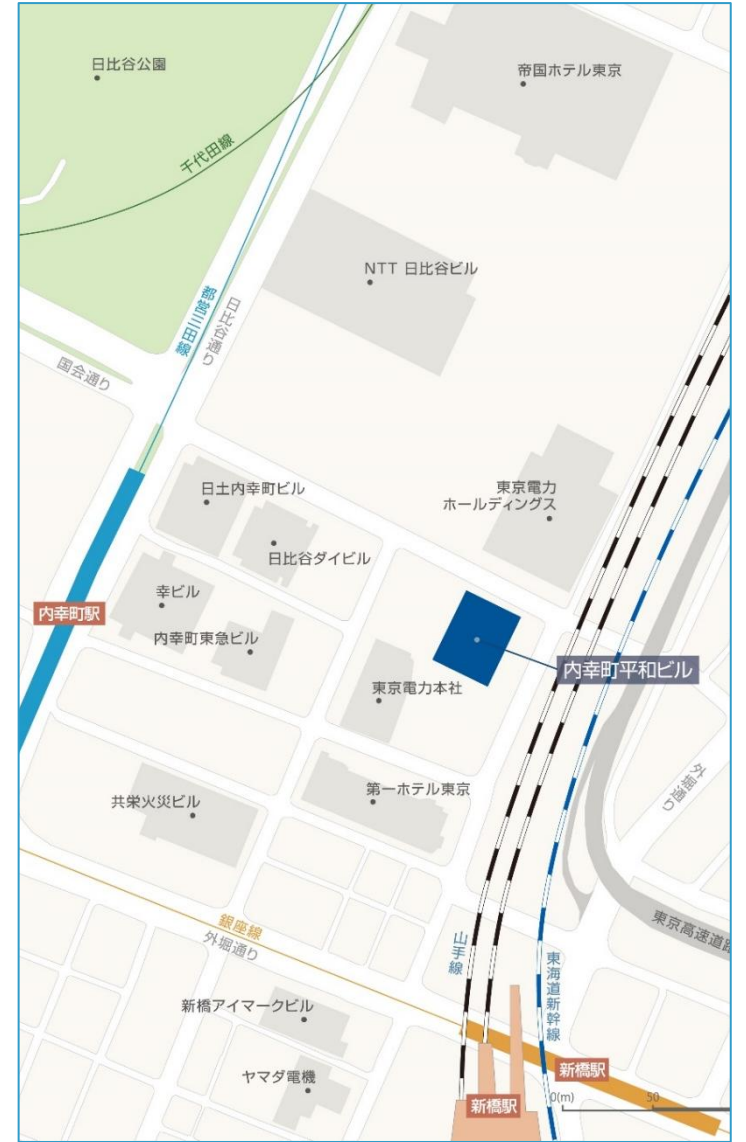 日比谷公園
帝国ホテル東京
千代田線
NTT 日比谷ビル
都営三田線
日比谷通り
国会通り
日土内幸町ビル
東京電力
ホールディングス
日比谷ダイビル
幸ビル
内幸町駅
内幸町東急ビル
内幸町平和ビル
東京電力本社
外堀通り
第一ホテル東京
共栄火災ビル
銀座線
外堀通り
東京高速道路
山手線
東海道新幹線
新橋アイマークビル
新橋駅
ヤマダ電機
新橋駅
0(m)
50